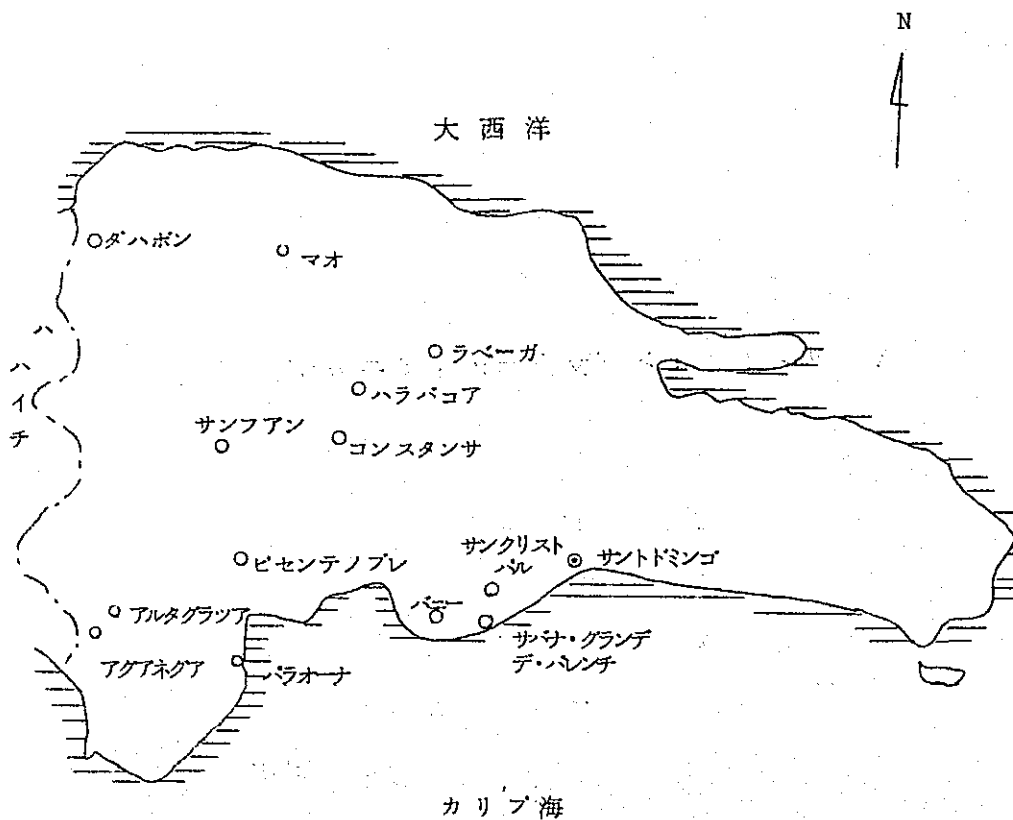 N
大西洋
ダハボン
マオ
ハ
ハイチ
ラベーガ
ハラバコア
サンフアン
コンスタンサ
ビセンテノブレ
サンクリスト
バル
サントドミンゴ
バニー
アルタグラツア
サバナ・グランデ
デ・パレンチ
アグアネグア
バラオーナ
カリブ海